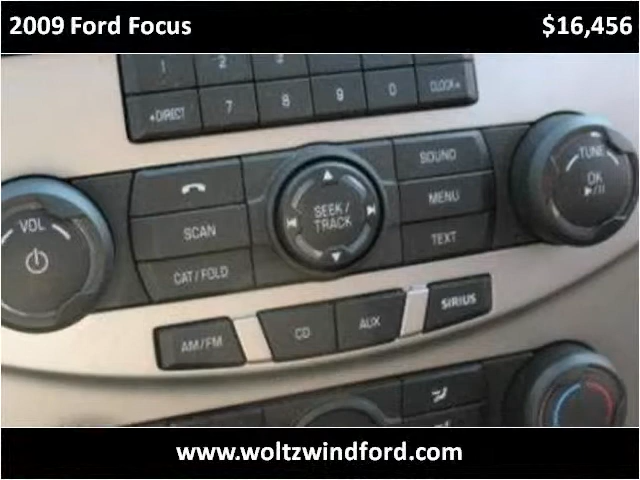 2009 Ford Focus $16,456
1 2 3
+DIRECT 7 8 9 0 CLOCK
VOL
SCAN
CAT/FOLD
SEEK/
TRACK
SOUND
MENU
TEXT
TUNE
OK
AM/FM CD AUX SIRIUS
www.woltzwindford.com